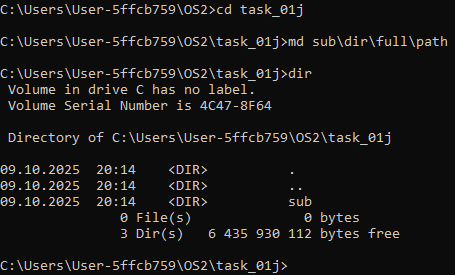 C:\Users\User-5ffcb759\OS2>cd task_01j
C:\Users\User-5ffcb759\OS2\task_01j>md sub\dir\full\path
C:\Users\User-5ffcb759\OS2\task_01j>dir
 Volume in drive C has no label.
 Volume Serial Number is 4C47-8F64
 Directory of C:\Users\User-5ffcb759\OS2\task_01j
09.10.2025  20:14    <DIR>          .
09.10.2025  20:14    <DIR>          ..
09.10.2025  20:14    <DIR>          sub
               0 File(s)              0 bytes
               3 Dir(s)   6 435 930 112 bytes free
C:\Users\User-5ffcb759\OS2\task_01j>